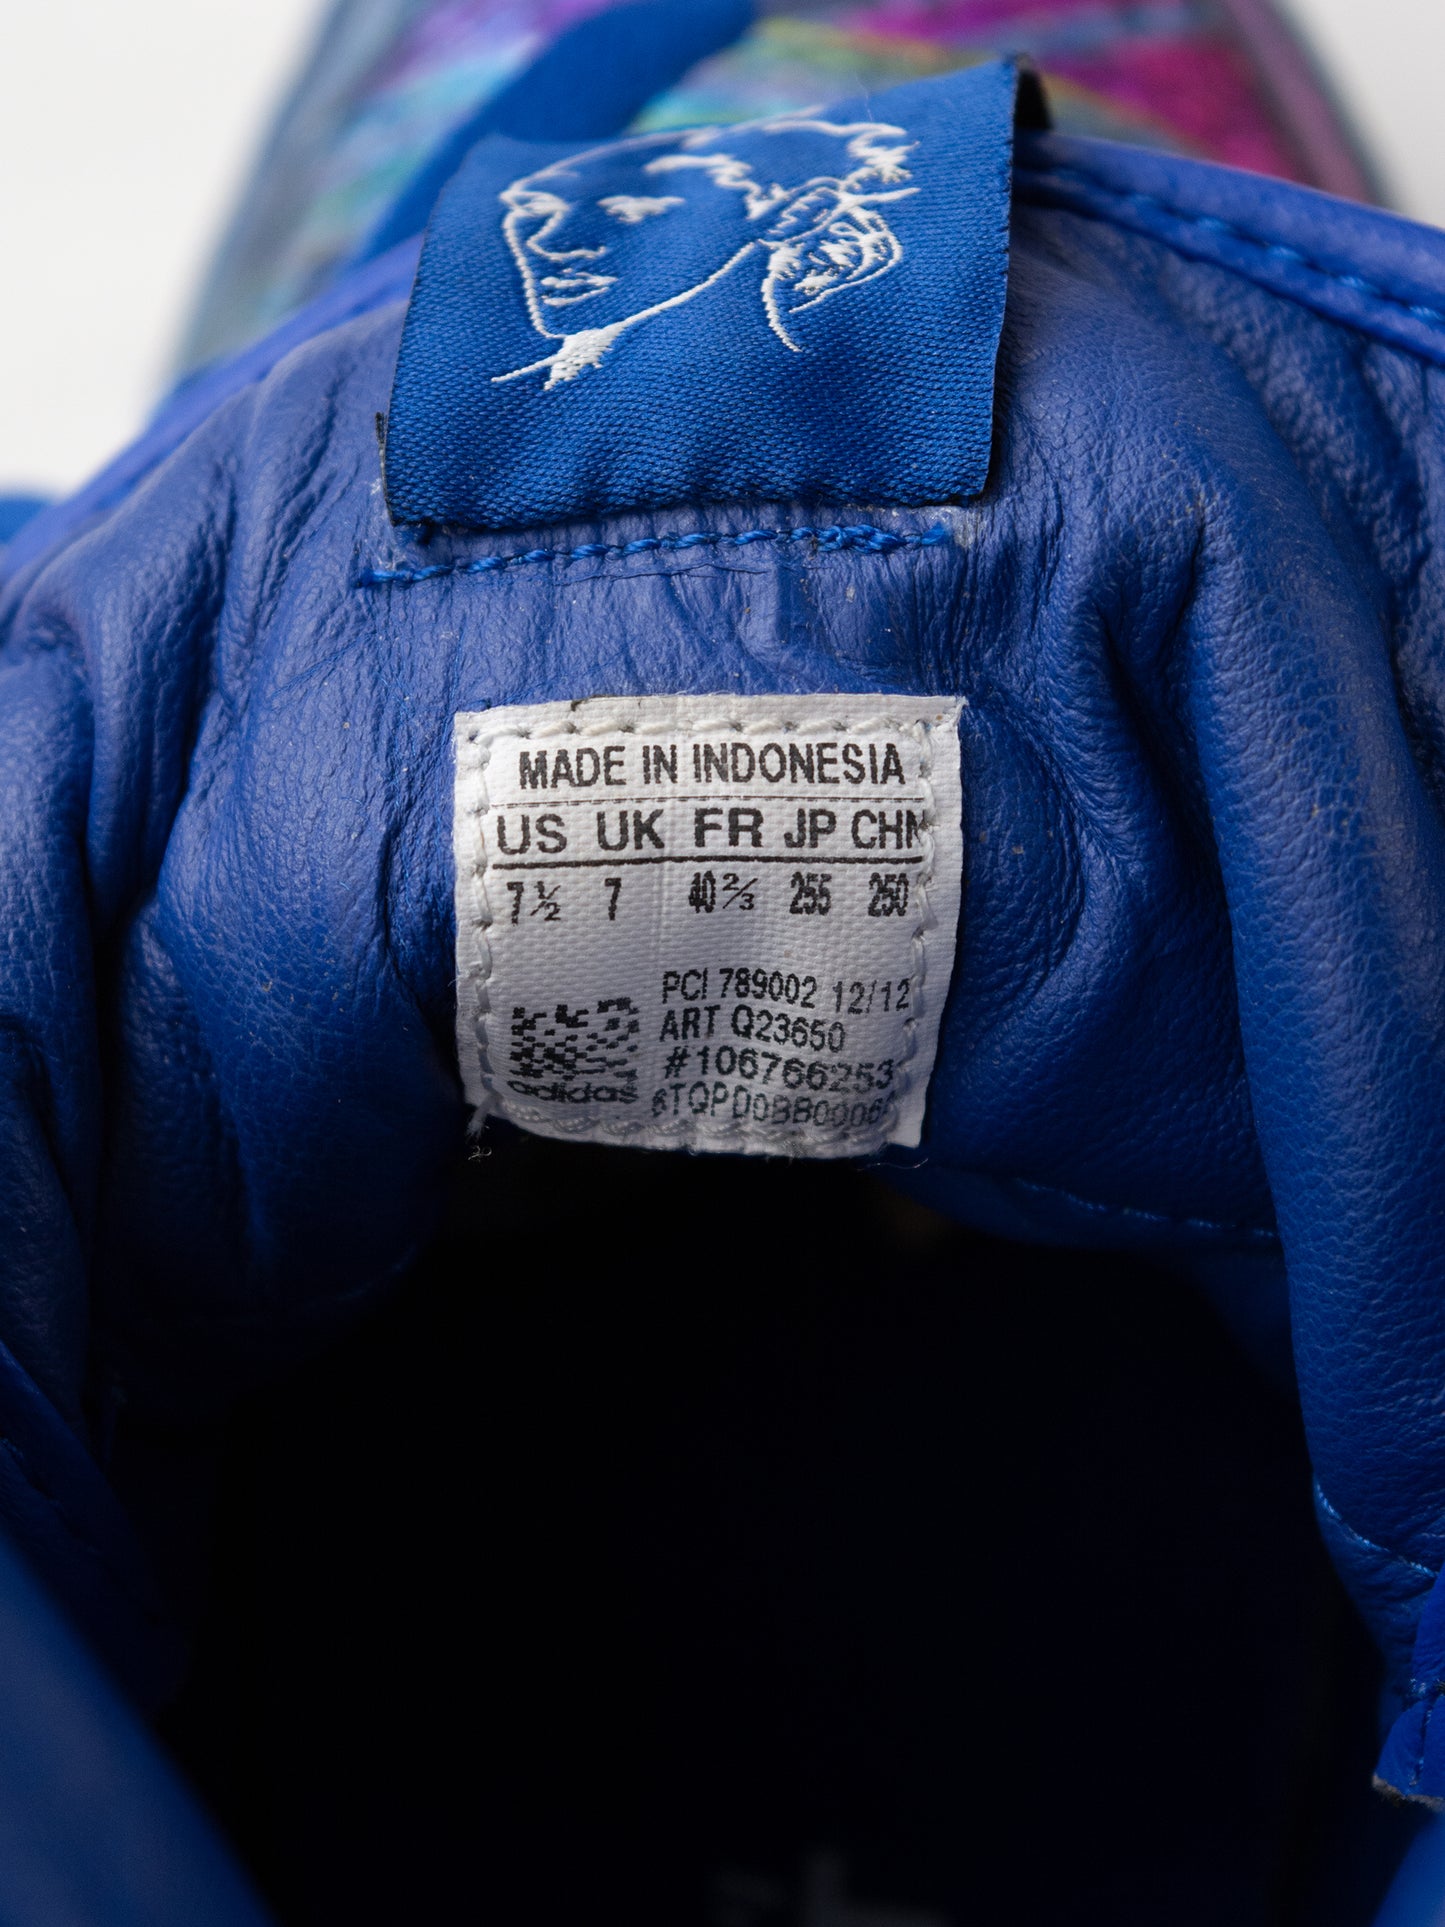 MADE IN INDONESIA
US UK FR JP CHN
7½ 7 40⅔ 255 250
PCI 789002 12/12
ART Q23650
#106766253
adidas